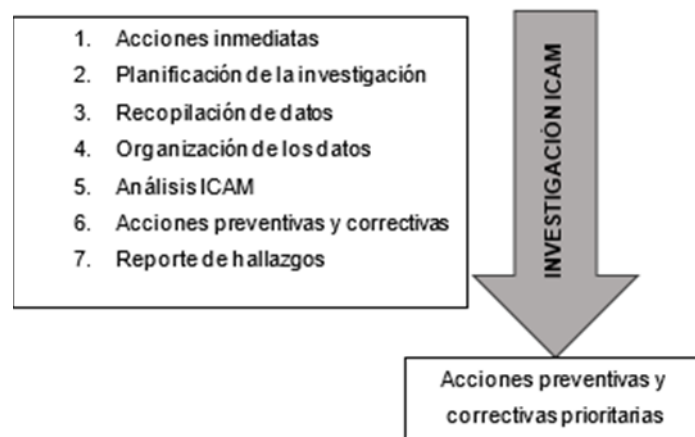 1. Acciones inmediatas
2. Planificación de la investigación
3. Recopilación de datos
4. Organización de los datos
5. Análisis ICAM
6. Acciones preventivas y correctivas
7. Reporte de hallazgos
INVESTIGACIÓN ICAM
Acciones preventivas y
correctivas prioritarias